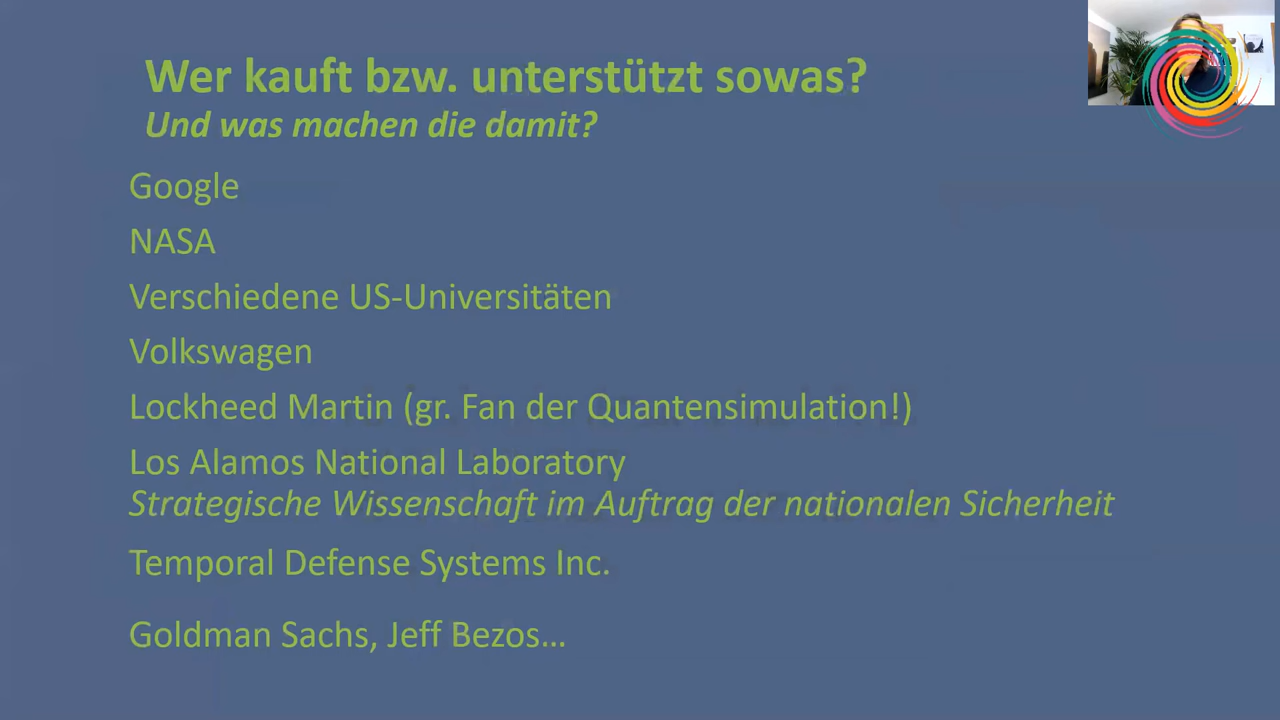 Wer kauft bzw. unterstützt sowas?
Und was machen die damit?
Google
NASA
Verschiedene US-Universitäten
Volkswagen
Lockheed Martin (gr. Fan der Quantensimulation!)
Los Alamos National Laboratory
Strategische Wissenschaft im Auftrag der nationalen Sicherheit
Temporal Defense Systems Inc.
Goldman Sachs, Jeff Bezos…